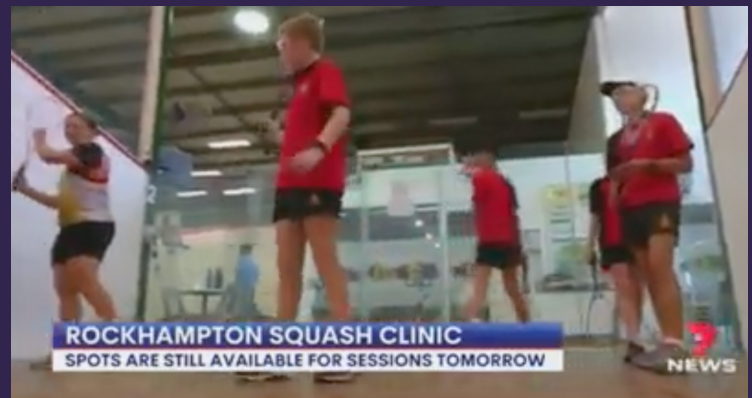 ROCKHAMPTON SQUASH CLINIC
SPOTS ARE STILL AVAILABLE FOR SESSIONS TOMORROW
7
NEWS